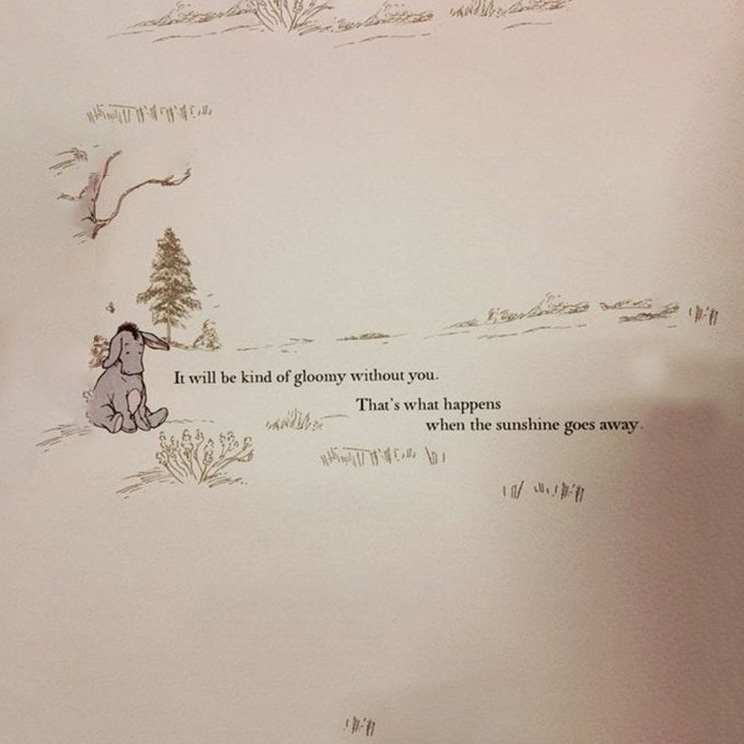 It will be kind of gloomy without you.
That's what happens
when the sunshine goes away.